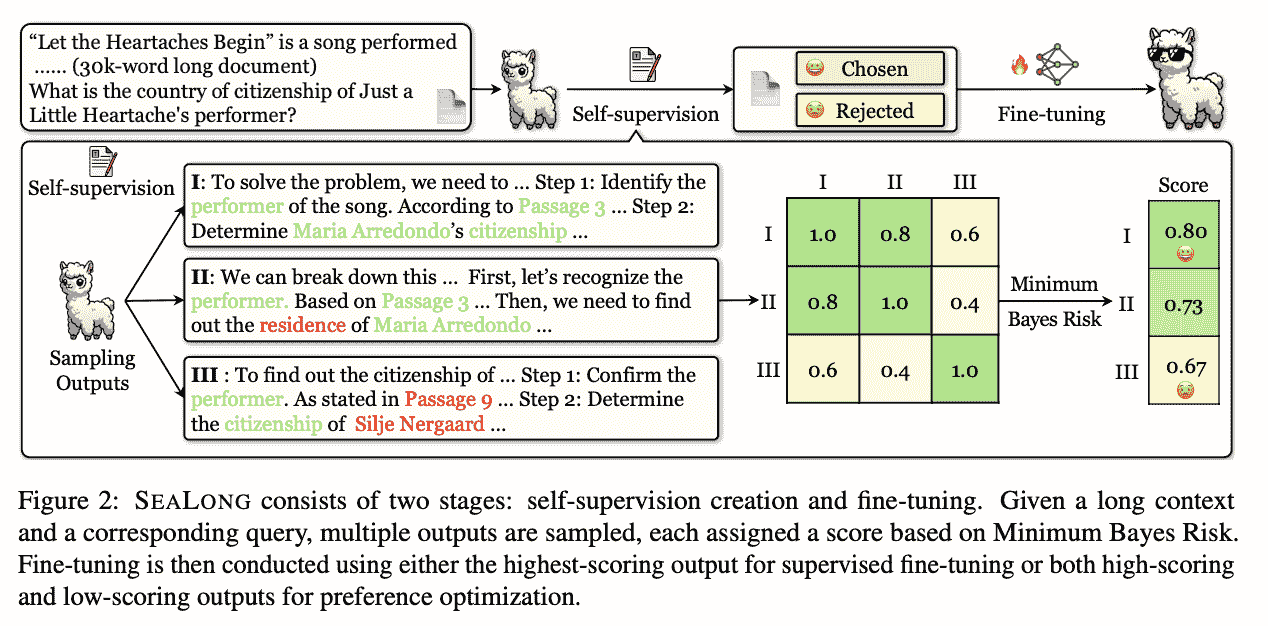 “Let the Heartaches Begin” is a song performed
...... (30k-word long document)
What is the country of citizenship of Just a
Little Heartache's performer?
Self-supervision
Chosen
Rejected
Fine-tuning
Self-supervision
Sampling
Outputs
I: To solve the problem, we need to ... Step 1: Identify the
performer of the song. According to Passage 3 ... Step 2:
Determine Maria Arredondo’s citizenship ...
II: We can break down this ... First, let’s recognize the
performer. Based on Passage 3 ... Then, we need to find
out the residence of Maria Arredondo ...
III : To find out the citizenship of ... Step 1: Confirm the
performer. As stated in Passage 9 ... Step 2: Determine
the citizenship of Silje Nergaard ...
I II III
I 1.0 0.8 0.6
II 0.8 1.0 0.4
III 0.6 0.4 1.0
Minimum
Bayes Risk
Score
I 0.80
II 0.73
III 0.67
Figure 2: SEALONG consists of two stages: self-supervision creation and fine-tuning. Given a long context
and a corresponding query, multiple outputs are sampled, each assigned a score based on Minimum Bayes Risk.
Fine-tuning is then conducted using either the highest-scoring output for supervised fine-tuning or both high-scoring
and low-scoring outputs for preference optimization.